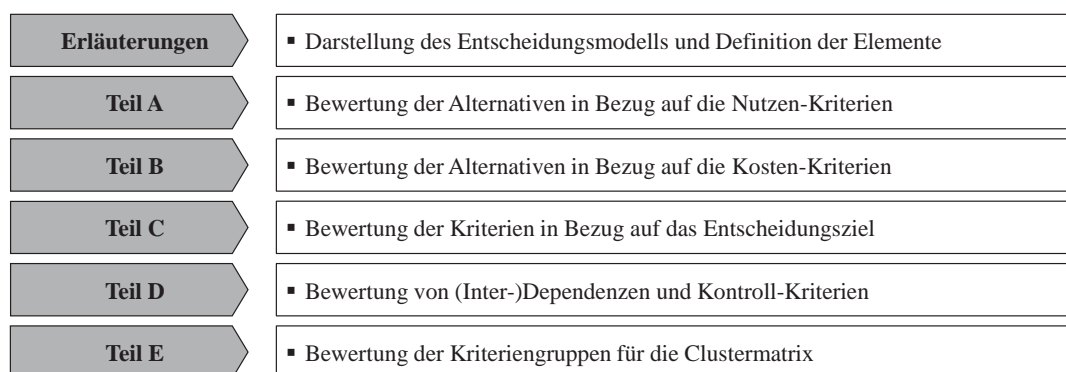 Erläuterungen
▪ Darstellung des Entscheidungsmodells und Definition der Elemente
Teil A
▪ Bewertung der Alternativen in Bezug auf die Nutzen-Kriterien
Teil B
▪ Bewertung der Alternativen in Bezug auf die Kosten-Kriterien
Teil C
▪ Bewertung der Kriterien in Bezug auf das Entscheidungsziel
Teil D
▪ Bewertung von (Inter-)Dependenzen und Kontroll-Kriterien
Teil E
▪ Bewertung der Kriteriengruppen für die Clustermatrix